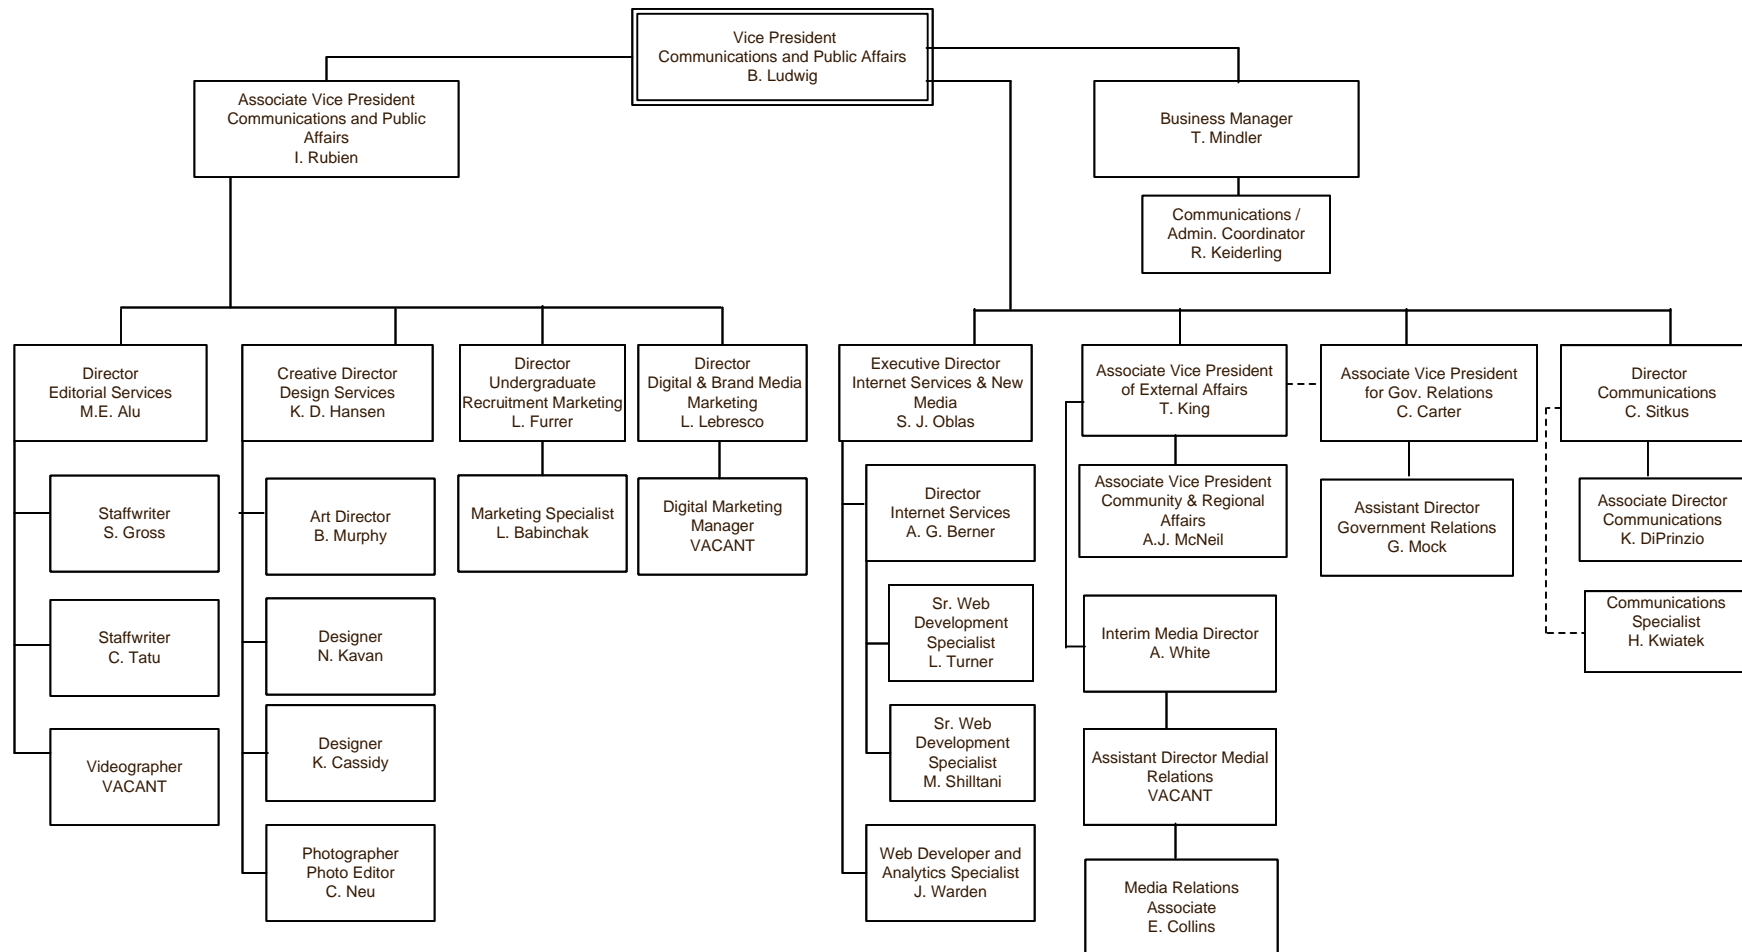 Vice President
Communications and Public Affairs
B. Ludwig
Associate Vice President
Communications and Public
Affairs
I. Rubien
Business Manager
T. Mindler
Communications /
Admin. Coordinator
R. Keiderling
Director
Editorial Services
M.E. Alu
Creative Director
Design Services
K. D. Hansen
Director
Undergraduate
Recruitment Marketing
L. Furrer
Director
Digital & Brand Media
Marketing
L. Lebresco
Executive Director
Internet Services & New
Media
S. J. Oblas
Associate Vice President
of External Affairs
T. King
Associate Vice President
for Gov. Relations
C. Carter
Director
Communications
C. Sitkus
Staffwriter
S. Gross
Art Director
B. Murphy
Marketing Specialist
L. Babinchak
Digital Marketing
Manager
VACANT
Director
Internet Services
A. G. Berner
Associate Vice President
Community & Regional
Affairs
A.J. McNeil
Assistant Director
Government Relations
G. Mock
Associate Director
Communications
K. DiPrinzio
Staffwriter
C. Tatu
Designer
N. Kavan
Sr. Web
Development
Specialist
L. Turner
Interim Media Director
A. White
Communications
Specialist
H. Kwiatek
Videographer
VACANT
Designer
K. Cassidy
Sr. Web
Development
Specialist
M. Shilltani
Assistant Director Medial
Relations
VACANT
Photographer
Photo Editor
C. Neu
Web Developer and
Analytics Specialist
J. Warden
Media Relations
Associate
E. Collins